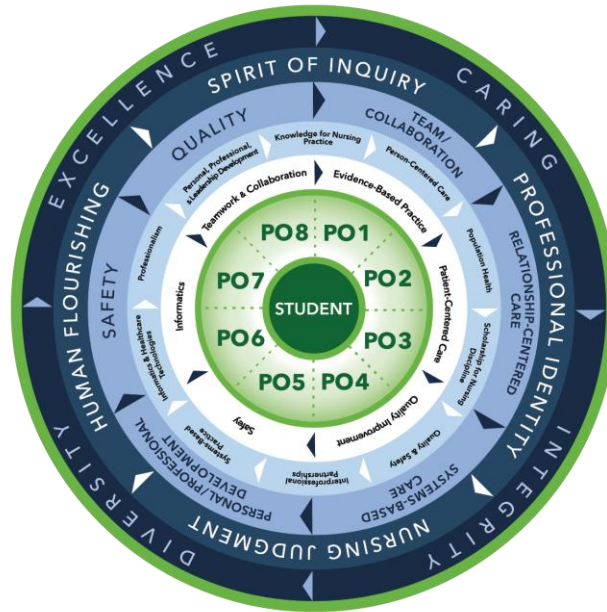 EXCELLENCE
CARING
INTEGRITY
DIVERSITY
SPIRIT OF INQUIRY
PROFESSIONAL IDENTITY
NURSING JUDGMENT
HUMAN FLOURISHING
QUALITY
TEAM/
COLLABORATION
RELATIONSHIP-CENTERED
CARE
SYSTEMS-BASED
CARE
PERSONAL/PROFESSIONAL
DEVELOPMENT
SAFETY
Knowledge for Nursing
Practice
Person-Centered Care
Population Health
Scholarship for Nursing
Discipline
Quality & Safety
Interprofessional
Partnerships
Systems-Based
Practice
Informatics & Healthcare
Technologies
Professionalism
Personal, Professional,
& Leadership Development
Teamwork & Collaboration
Evidence-Based Practice
Patient-Centered Care
Quality Improvement
Safey
Informatics
PO8
PO1
PO7
PO2
PO6
PO3
PO5
PO4
STUDENT